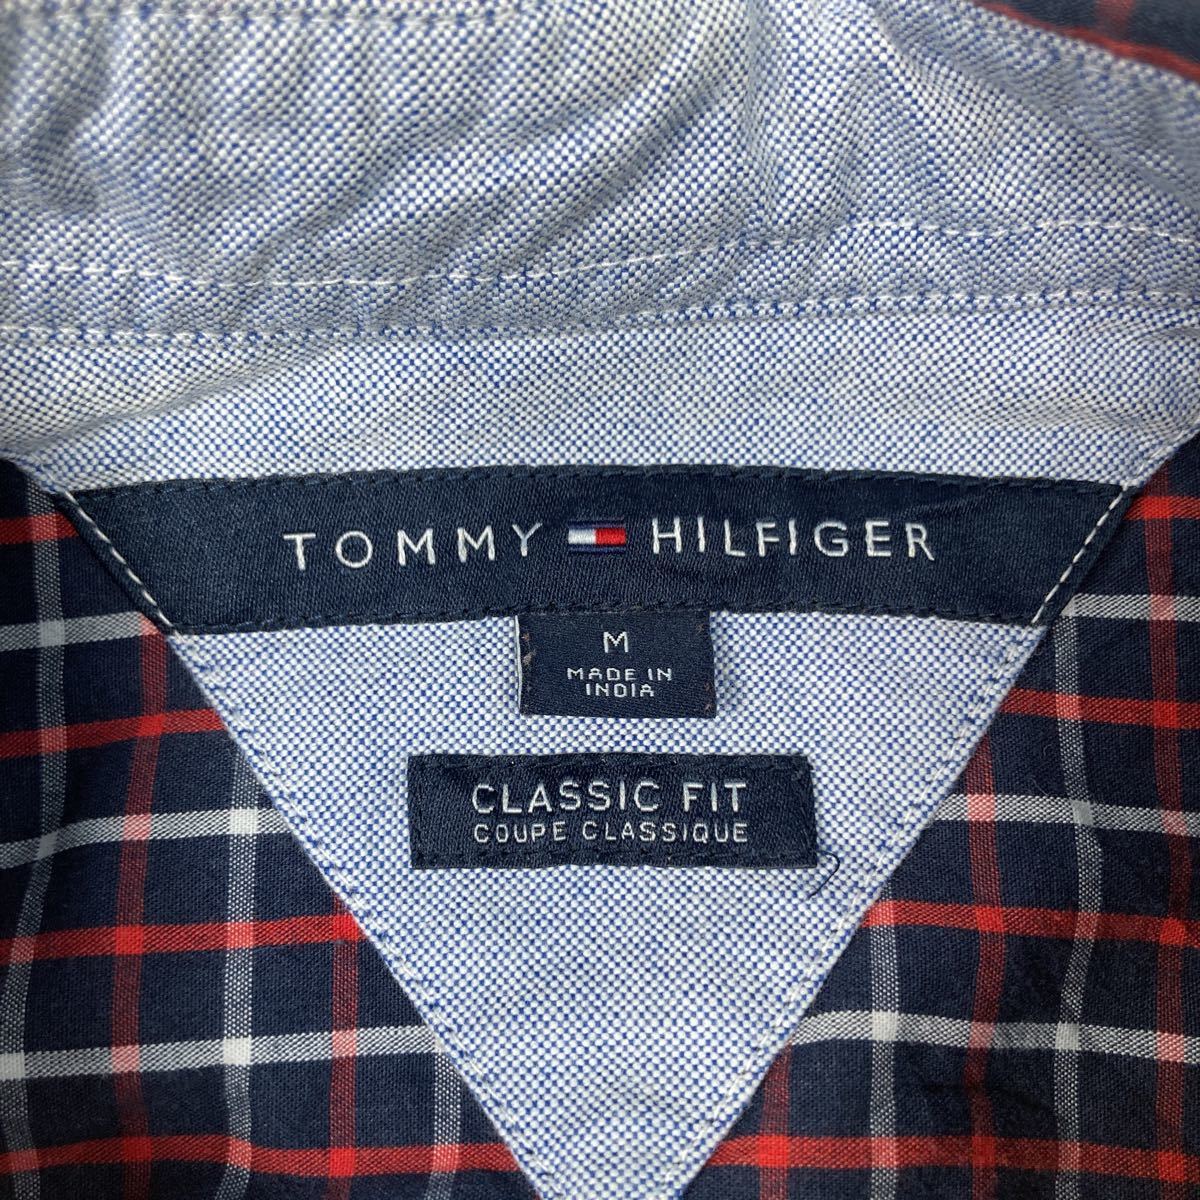 TOMMY HILFIGER
M
MADE IN
INDIA
CLASSIC FIT
COUPE CLASSIQUE